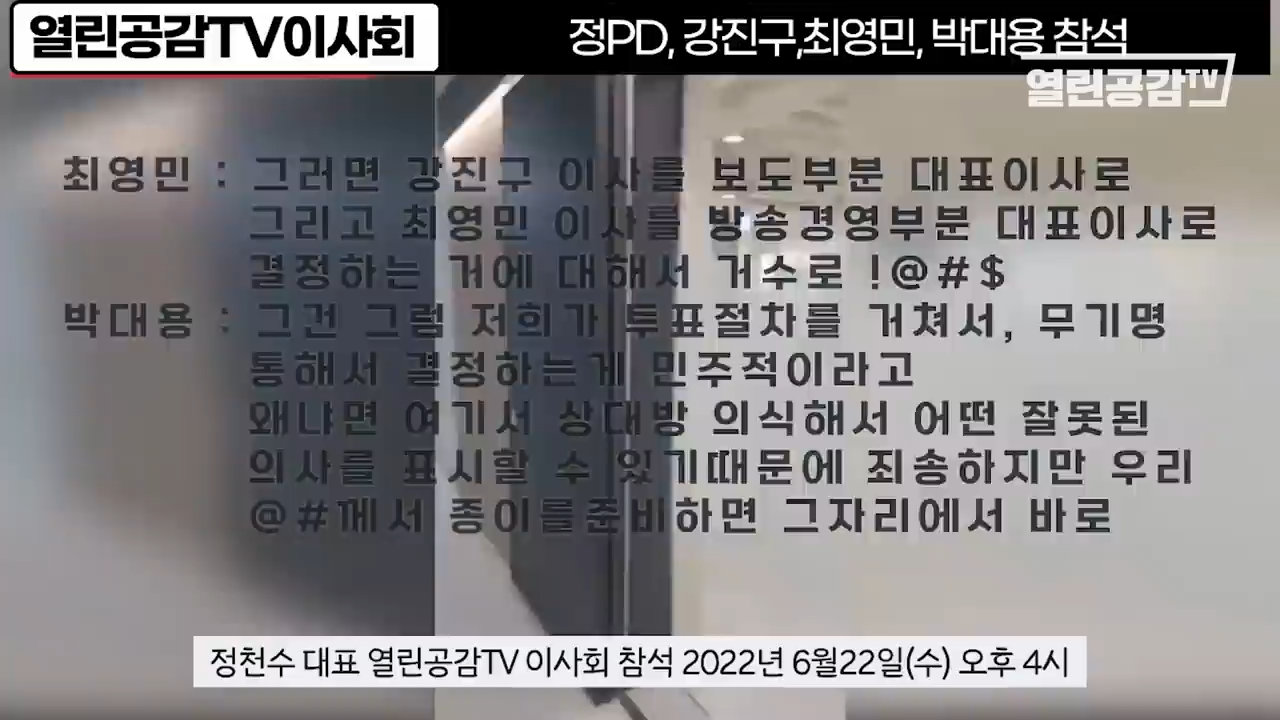 열린공감TV이사회
정PD, 강진구,최영민, 박대용 참석
열린공감TV
최영민 : 그러면 강진구 이사를 보도부분 대표이사로
그리고 최영민 이사를 방송경영부분 대표이사로
결정하는 거에 대해서 거수로 !@#$
박대용 : 그건 그럼 저희가 투표절차를 거쳐서, 무기명
통해서 결정하는게 민주적이라고
왜냐면 여기서 상대방 의식해서 어떤 잘못된
의사를 표시할 수 있기때문에 죄송하지만 우리
@#께서 종이를준비하면 그자리에서 바로
정천수 대표 열린공감TV 이사회 참석 2022년 6월22일(수) 오후 4시